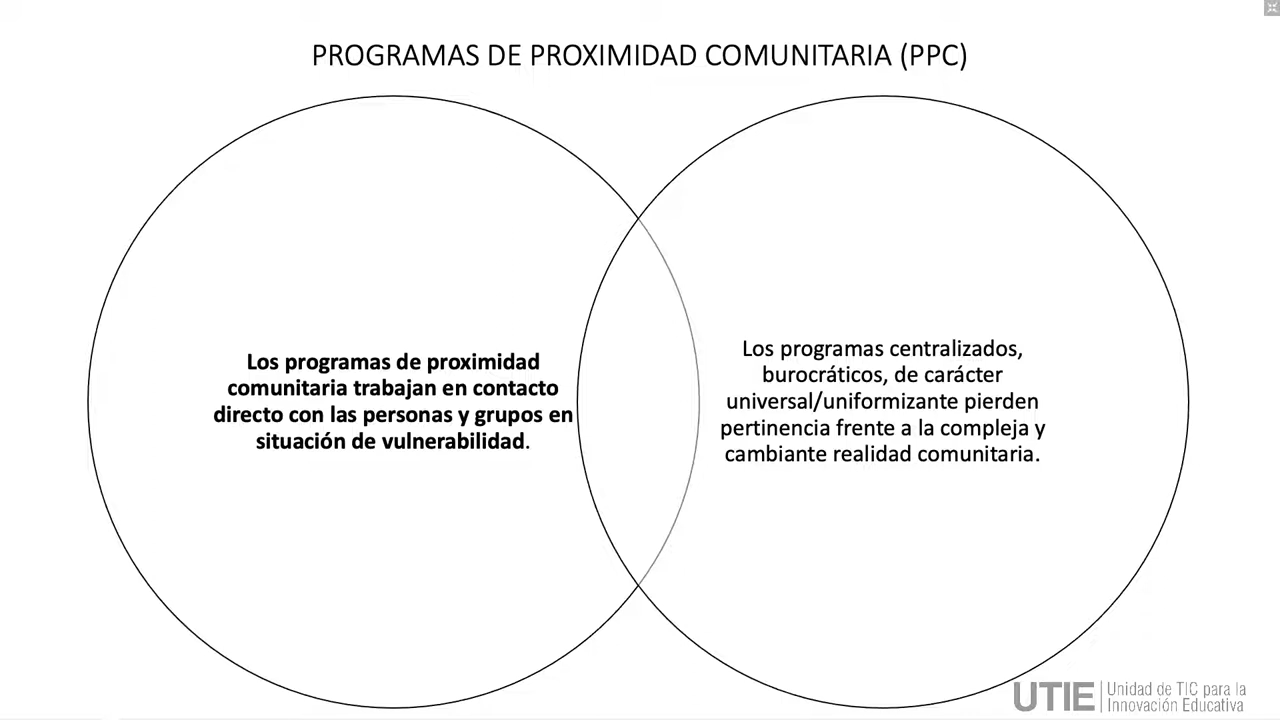 PROGRAMAS DE PROXIMIDAD COMUNITARIA (PPC)
Los programas de proximidad
comunitaria trabajan en contacto
directo con las personas y grupos en
situación de vulnerabilidad.
Los programas centralizados,
burocráticos, de carácter
universal/uniformizante pierden
pertinencia frente a la compleja y
cambiante realidad comunitaria.
UTIE
Unidad de TIC para la
Innovación Educativa